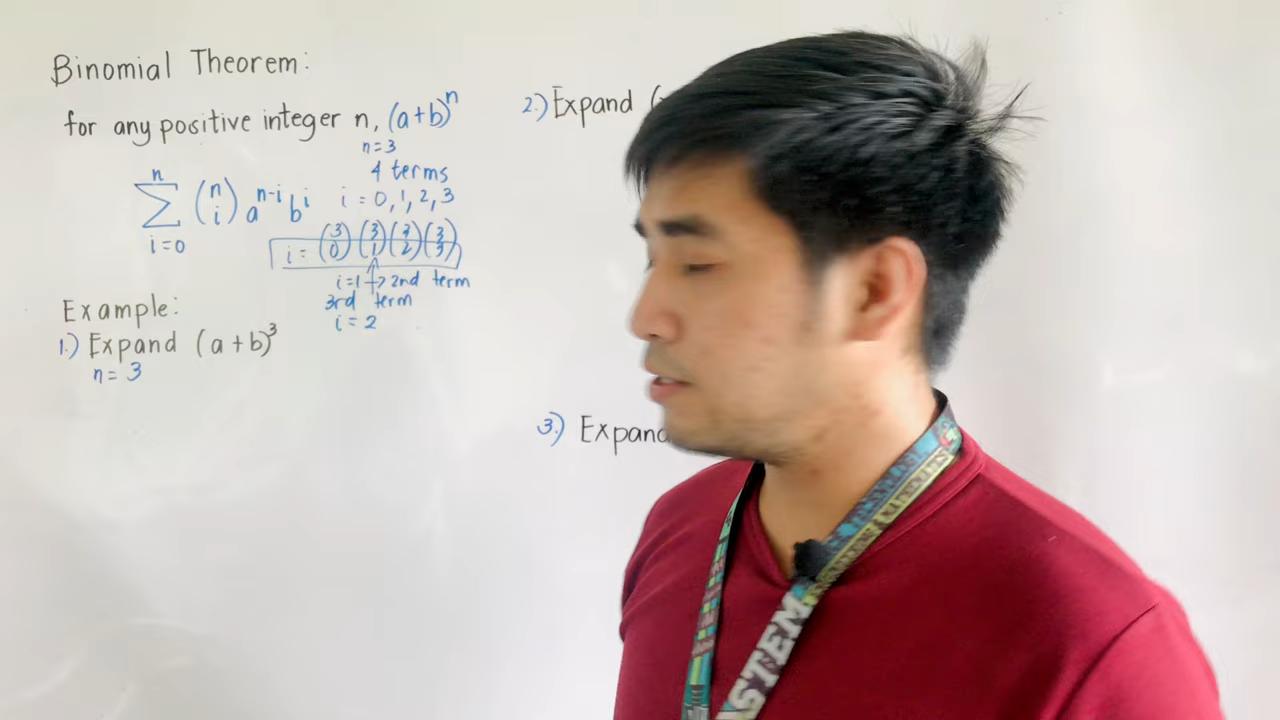 Binomial Theorem:
for any positive integer n, (a+b)^n
n=3
4 terms
i = 0, 1, 2, 3
n
∑ (n i) a^n-i b^i
i=0
i = (3 0) (3 1) (3 2) (3 3)
i=1 → 2nd term
3rd term
i = 2
Example:
1.) Expand (a+b)^3
n = 3
2.) Expand (
3.) Expand
STEM